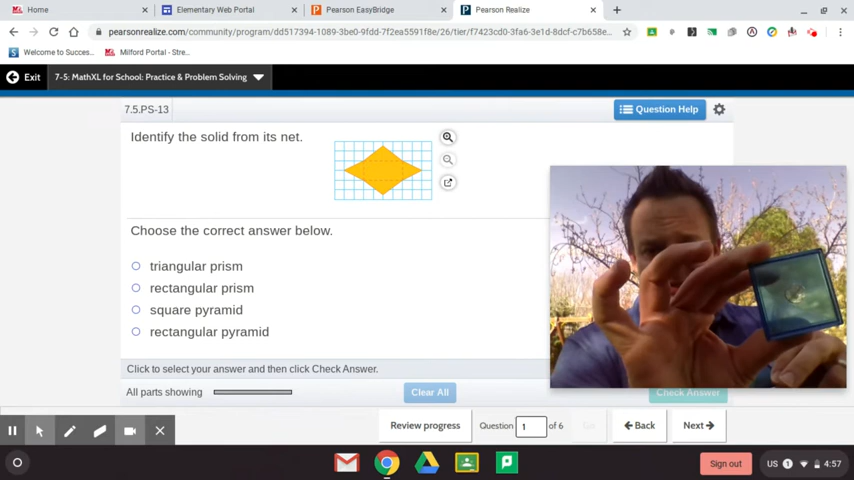 Home
Elementary Web Portal
Pearson EasyBridge
Pearson Realize
pearsonrealize.com/community/program/dd517394-1089-3be0-9fdd-7f2ea5591f8e/26/tier/f7423cd0-3fa6-3e1d-8dcf-c7b658e...
Welcome to Succes...
Milford Portal - Stre...
Exit
7-5: MathXL for School: Practice & Problem Solving
7.5.PS-13
Question Help
Identify the solid from its net.
Choose the correct answer below.
triangular prism
rectangular prism
square pyramid
rectangular pyramid
Click to select your answer and then click Check Answer.
All parts showing
Clear All
Check Answer
Review progress
Question 1 of 6
Go
Back
Next
Sign out
US 1 4:57